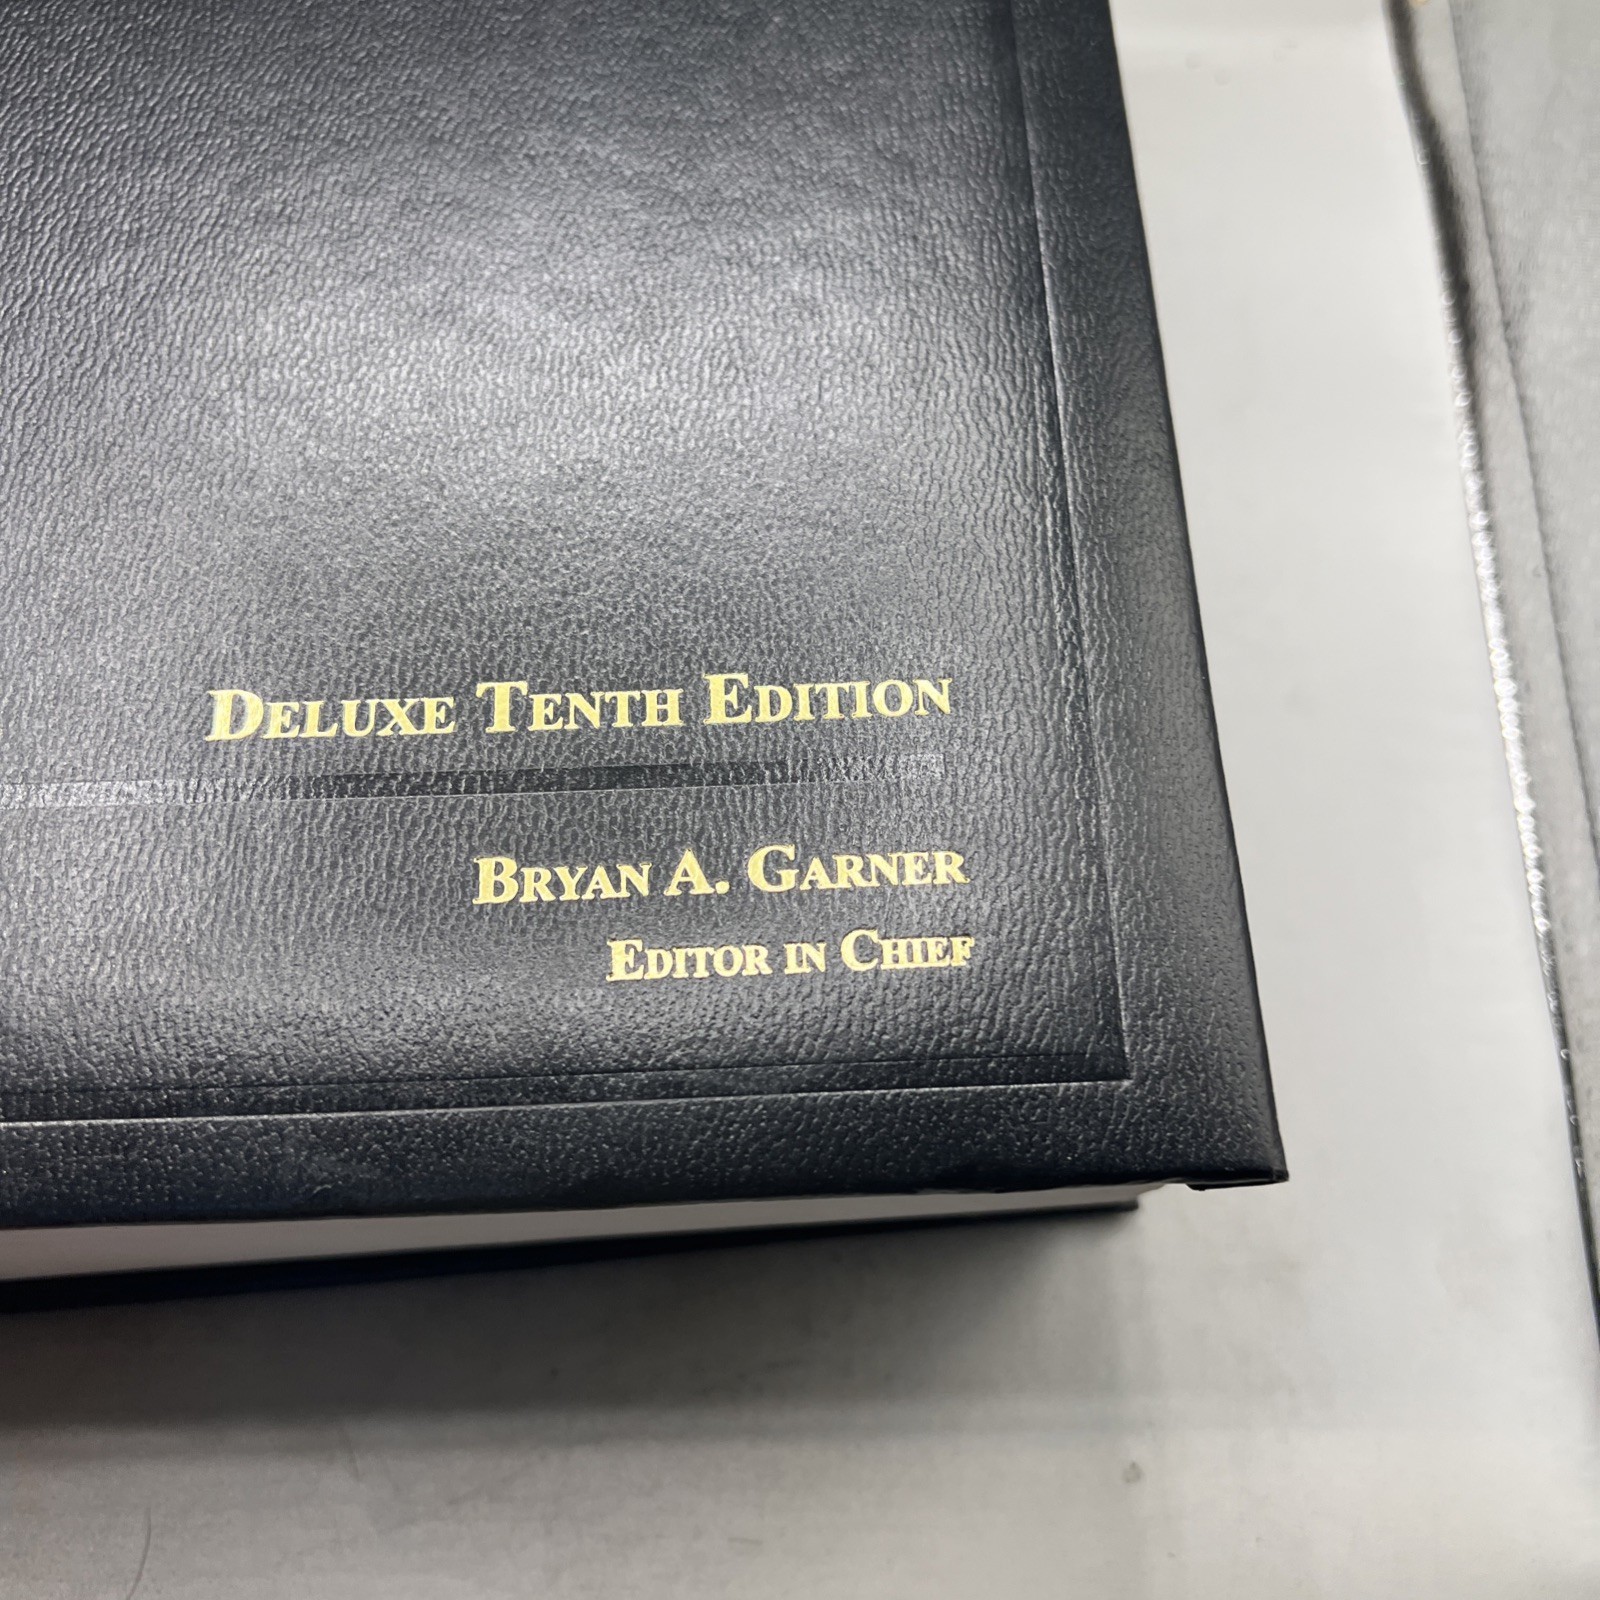 DELUXE TENTH EDITION
BRYAN A. GARNER
EDITOR IN CHIEF